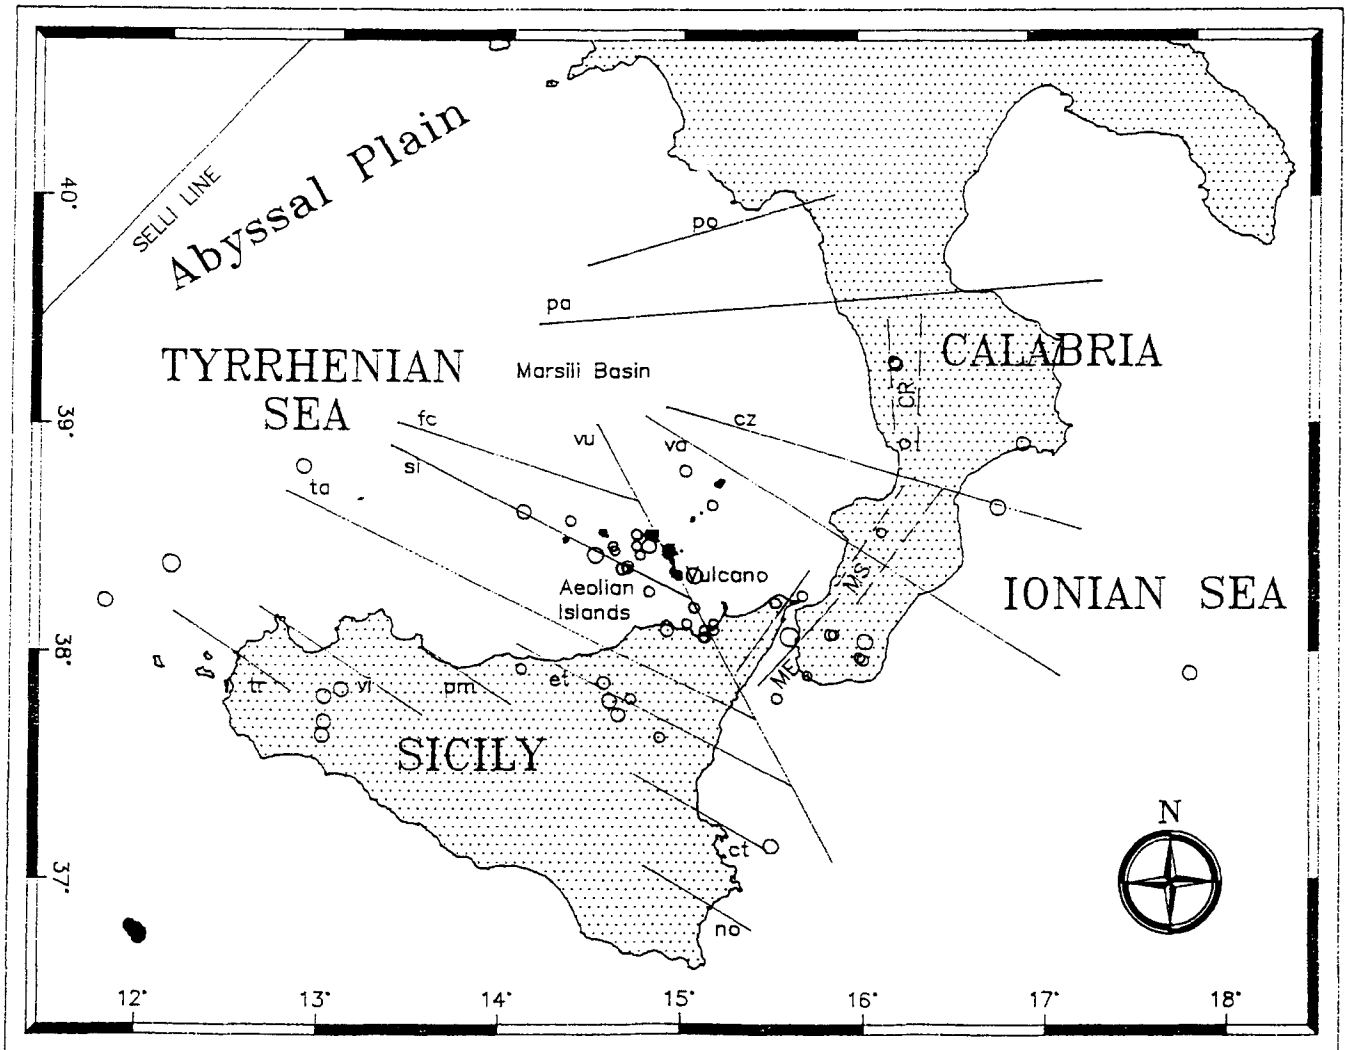 Abyssal Plain
SELLI LINE
40°
po
pa
TYRRHENIAN
SEA
Marsili Basin
CALABRIA
CR
39°
fc
vu
va
cz
si
ta
Vulcano
Aeolian
Islands
MS
IONIAN SEA
38°
tr
vi
pm
et
ME
SICILY
N
ct
37°
no
12°
13°
14°
15°
16°
17°
18°